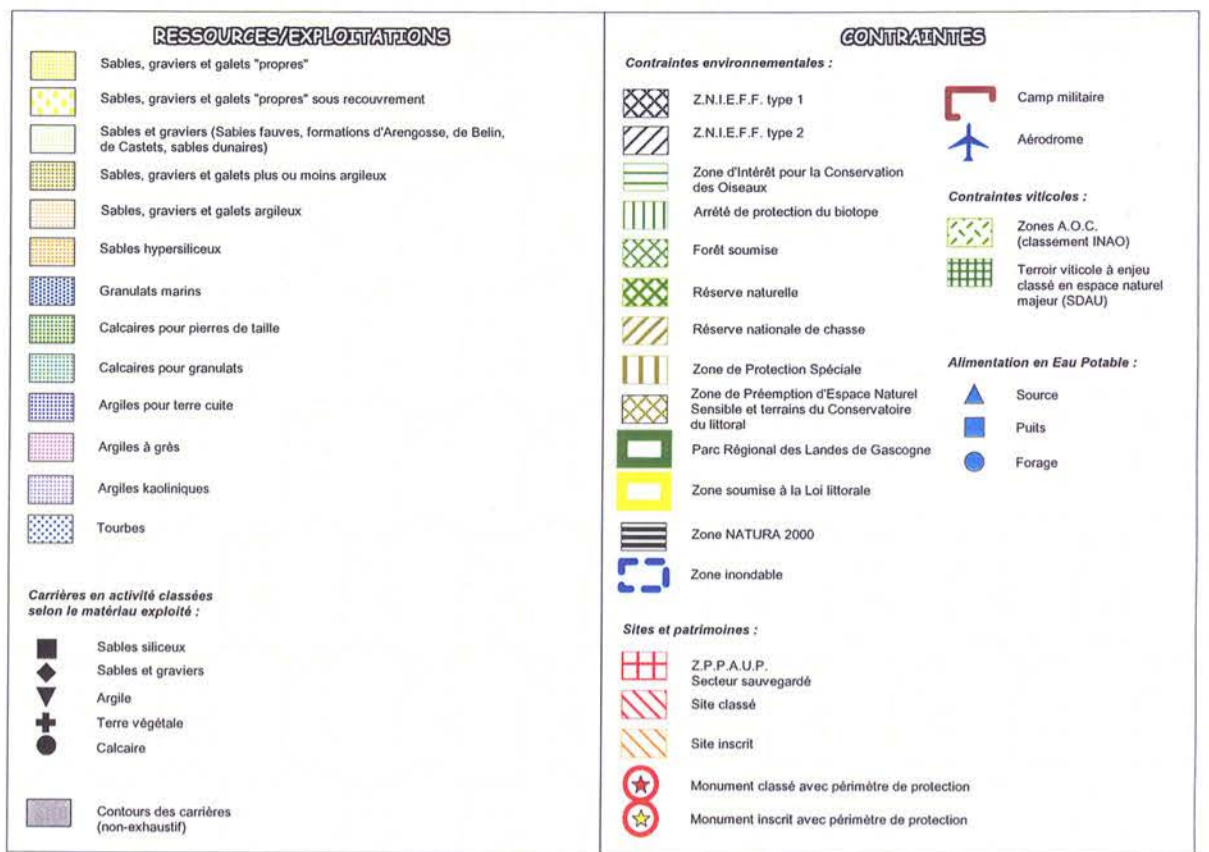 RESSOURCES/EXPLOITATIONS
Sables, graviers et galets "propres"
Sables, graviers et galets "propres" sous recouvrement
Sables et graviers (Sables fauves, formations d'Arengosse, de Belin,
de Castets, sables dunaires)
Sables, graviers et galets plus ou moins argileux
Sables, graviers et galets argileux
Sables hypersiliceux
Granulats marins
Calcaires pour pierres de taille
Calcaires pour granulats
Argiles pour terre cuite
Argiles à grès
Argiles kaoliniques
Tourbes
Carrières en activité classées
selon le matériau exploité :
Sables siliceux
Sables et graviers
Argile
Terre végétale
Calcaire
Contours des carrières
(non-exhaustif)
CONTRAINTES
Contraintes environnementales :
Z.N.I.E.F.F. type 1
Z.N.I.E.F.F. type 2
Zone d'Intérêt pour la Conservation
des Oiseaux
Arrêté de protection du biotope
Forêt soumise
Réserve naturelle
Réserve nationale de chasse
Zone de Protection Spéciale
Zone de Préemption d'Espace Naturel
Sensible et terrains du Conservatoire
du littoral
Parc Régional des Landes de Gascogne
Zone soumise à la Loi littorale
Zone NATURA 2000
Zone inondable
Sites et patrimoines :
Z.P.P.A.U.P.
Secteur sauvegardé
Site classé
Site inscrit
Monument classé avec périmètre de protection
Monument inscrit avec périmètre de protection
Camp militaire
Aérodrome
Contraintes viticoles :
Zones A.O.C.
(classement INAO)
Terroir viticole à enjeu
classé en espace naturel
majeur (SDAU)
Alimentation en Eau Potable :
Source
Puits
Forage